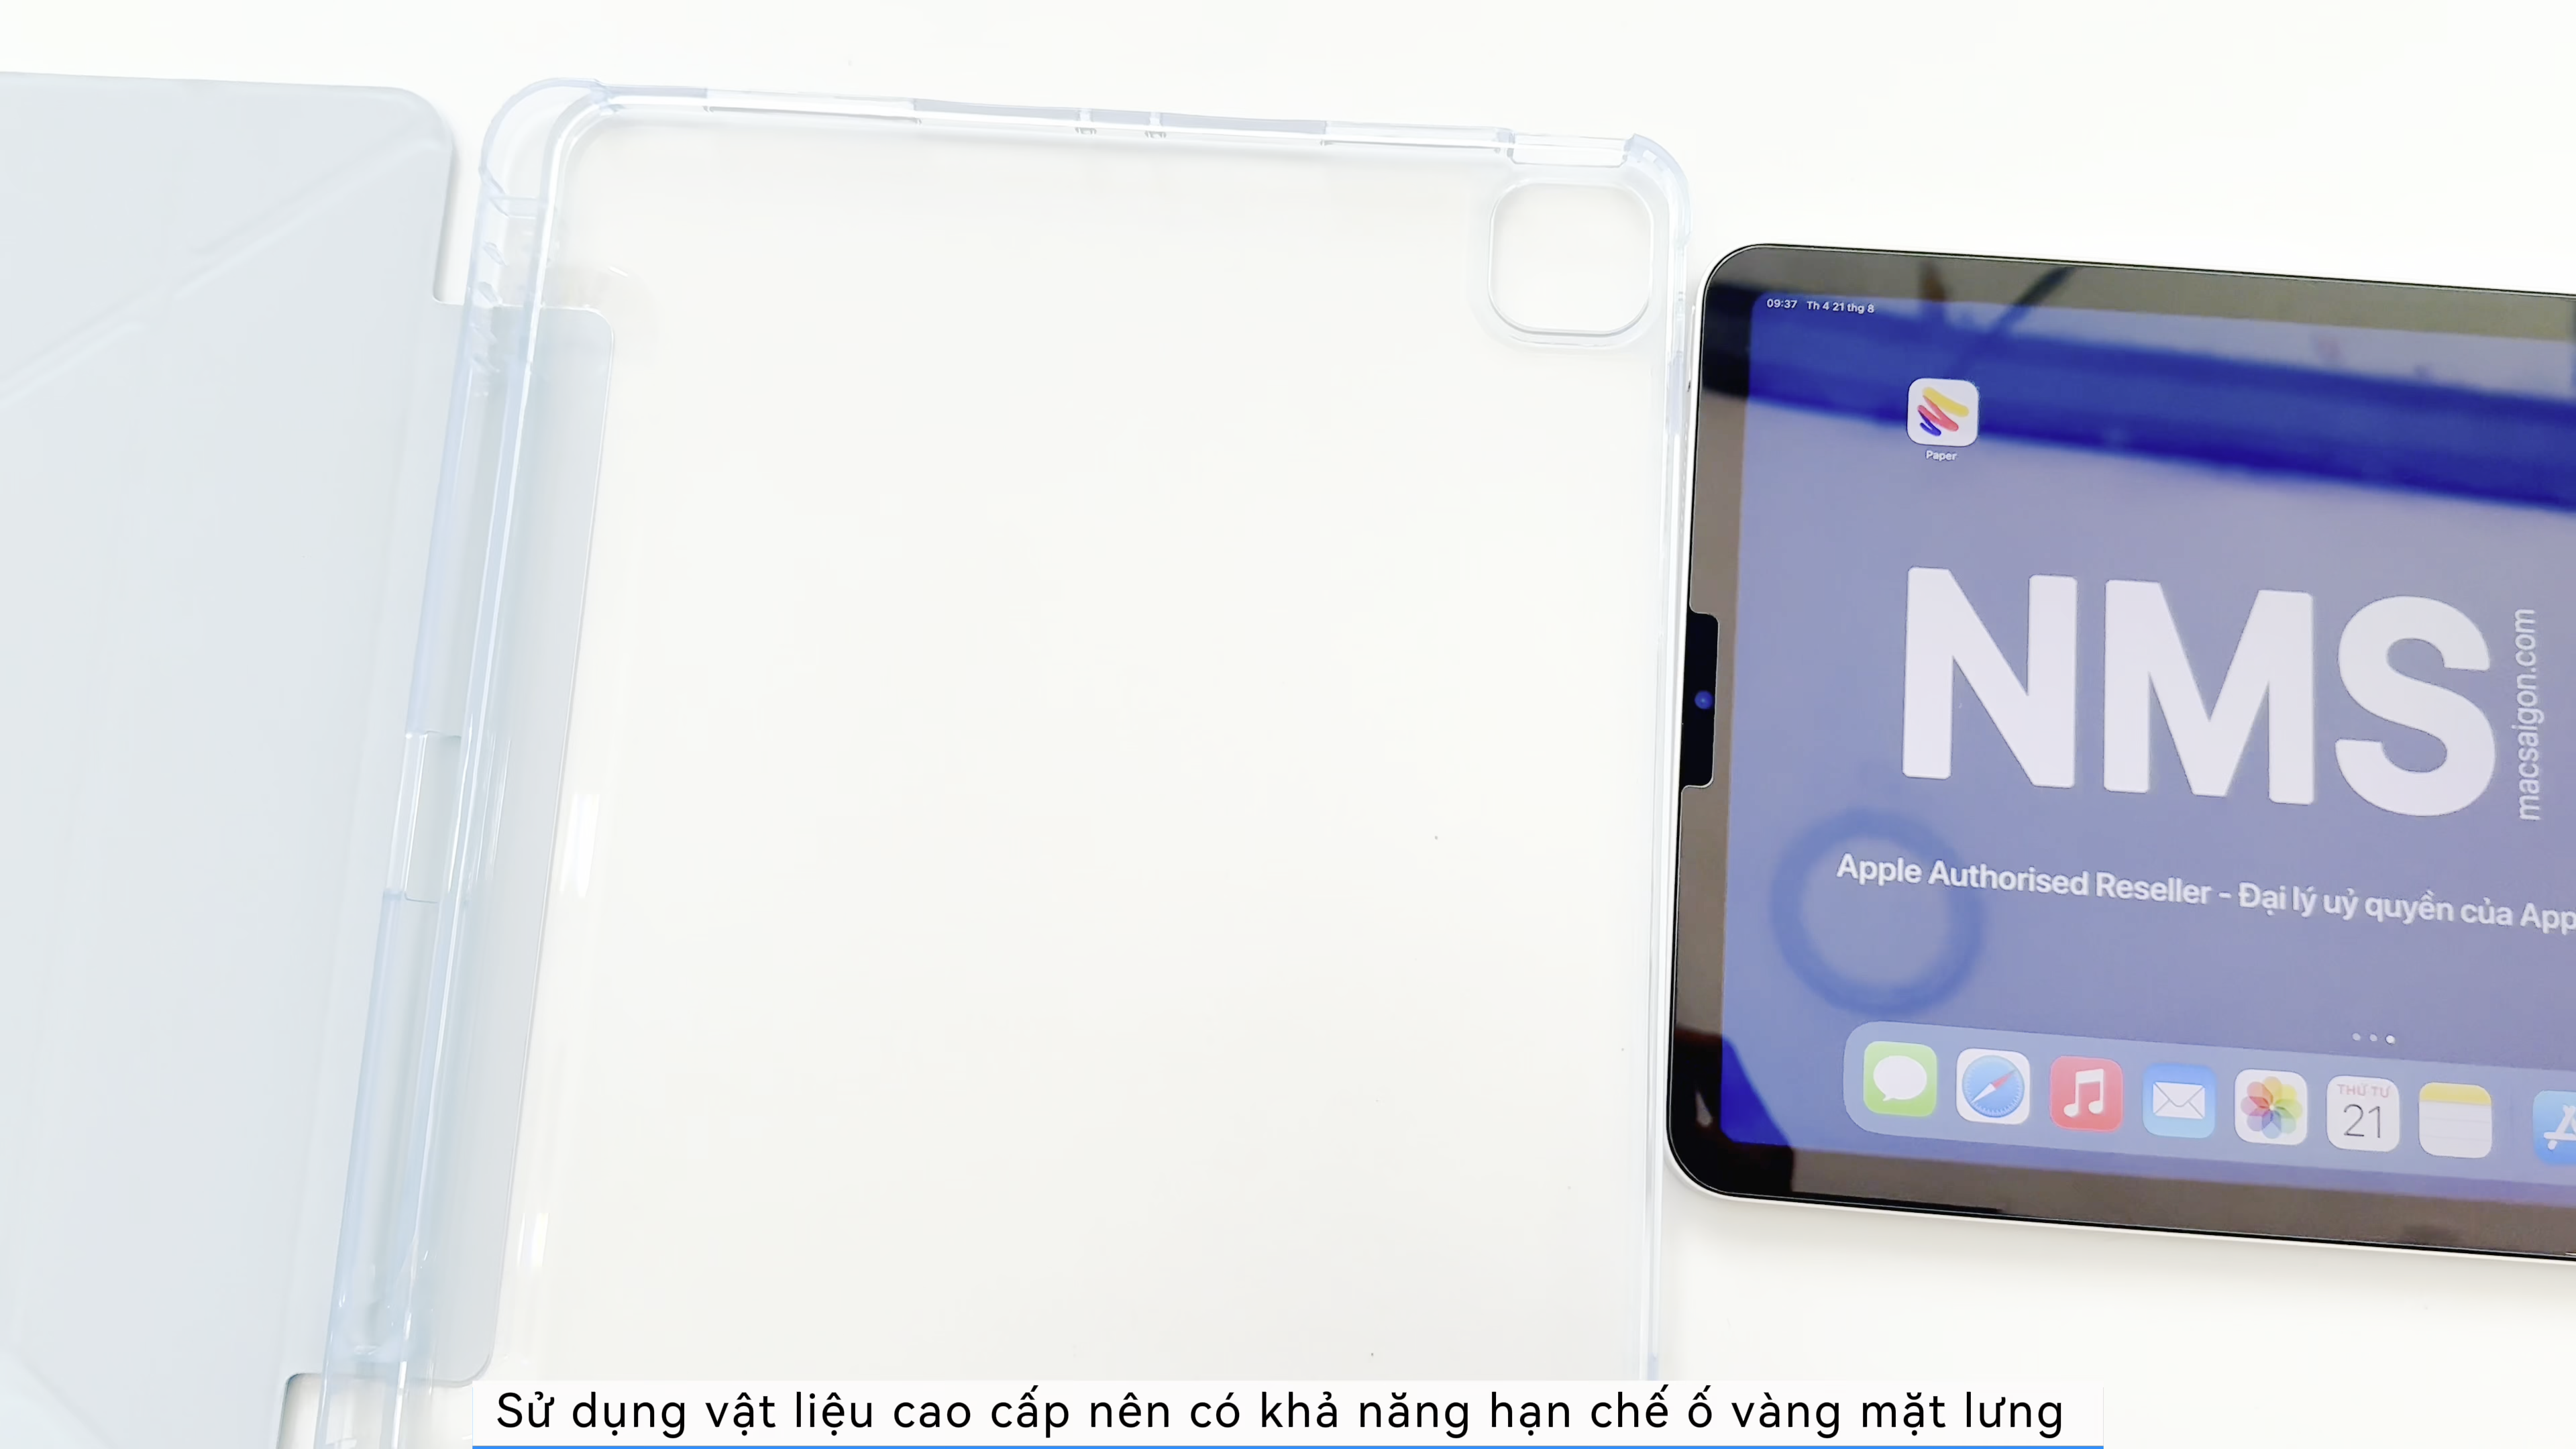 09:37 Th 4 21 thg 8
Paper
NMS
macsaigon.com
Apple Authorised Reseller - Đại lý uỷ quyền của App
THỨ TƯ
21
Sử dụng vật liệu cao cấp nên có khả năng hạn chế ố vàng mặt lưng